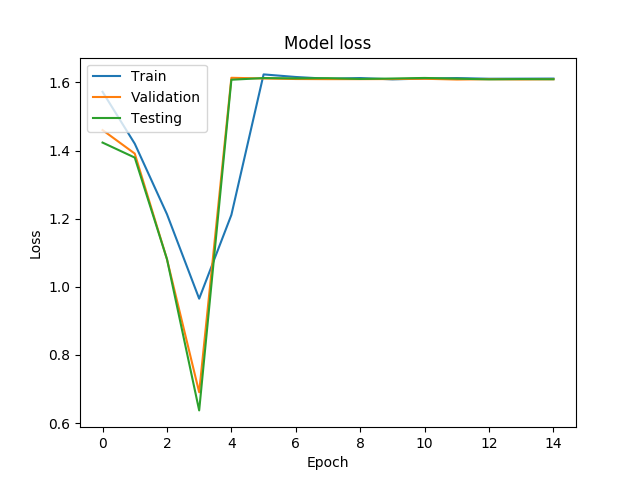 Model loss
Train
Validation
Testing
1.6
1.4
1.2
1.0
0.8
0.6
Loss
0 2 4 6 8 10 12 14
Epoch